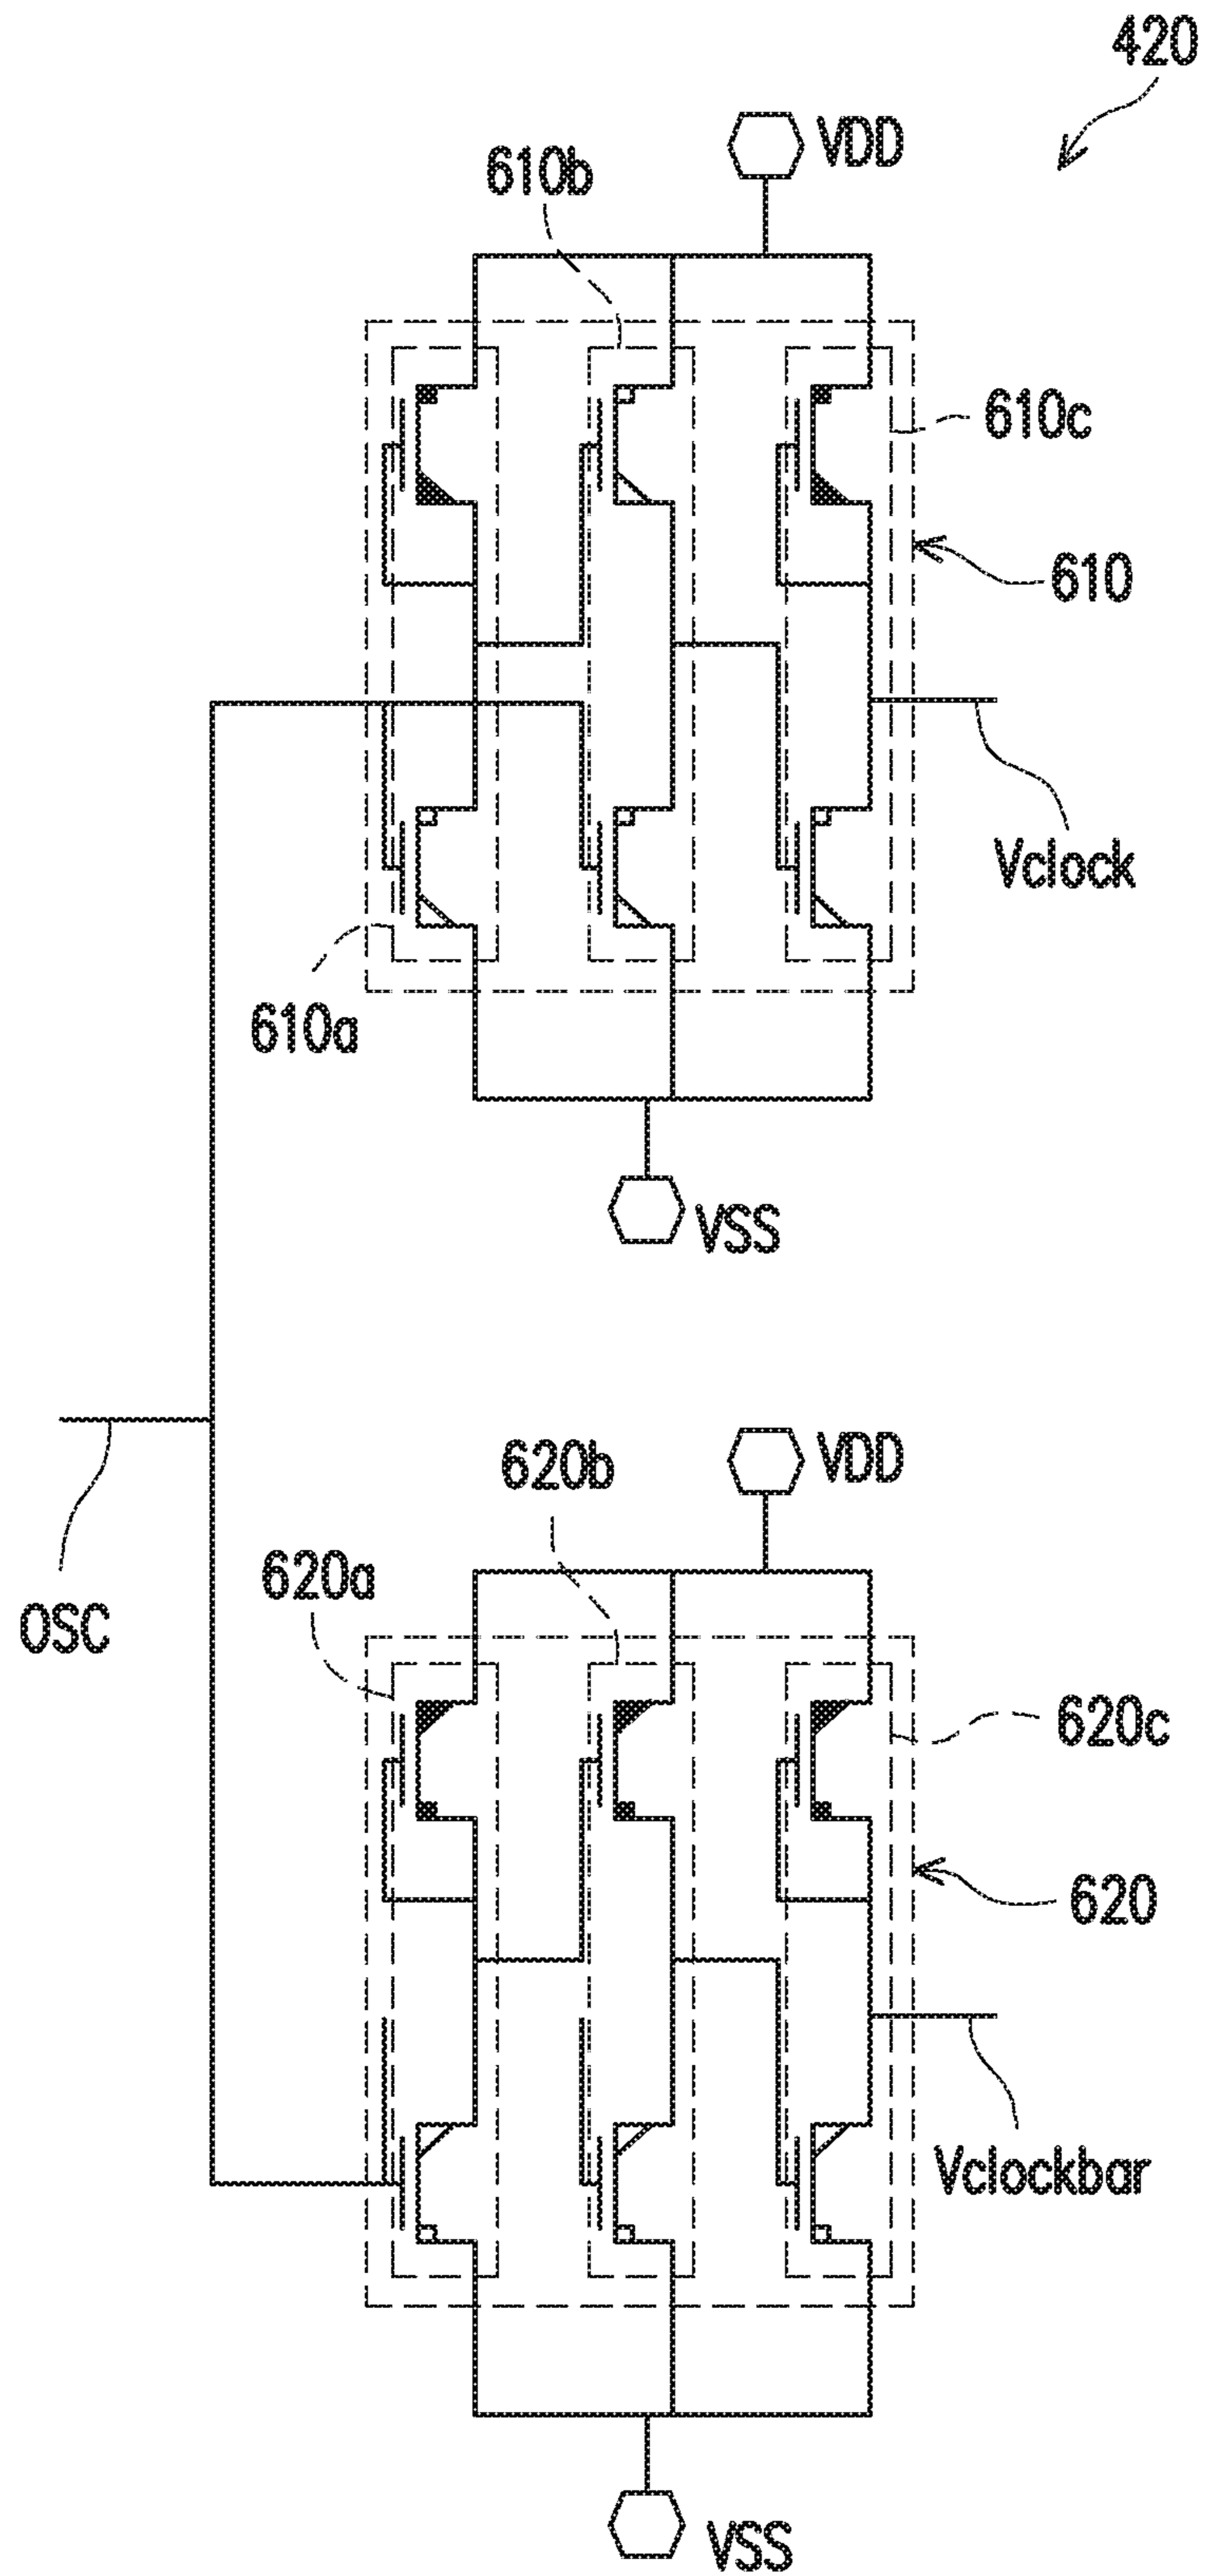 420
VDD
610b
610c
610
Vclock
610a
VSS
VDD
620b
620a
OSC
620c
620
Vclockbar
VSS